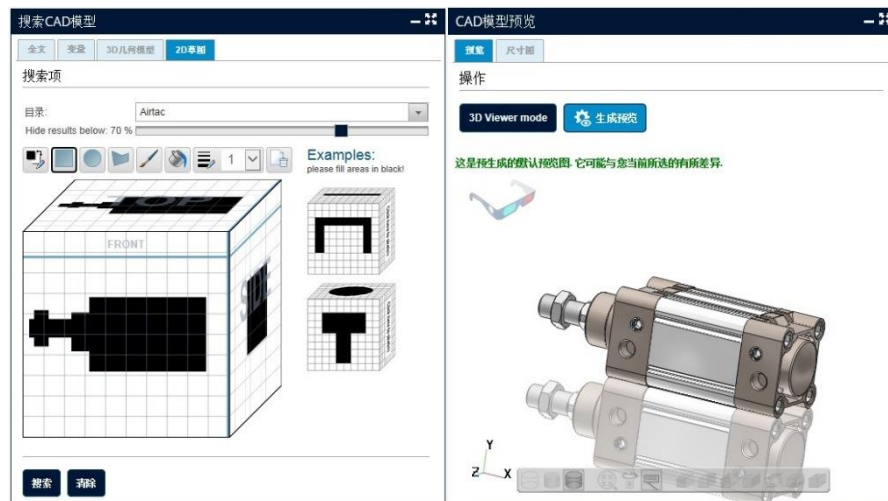 搜索CAD模型
全文 变量 3D几何模型 2D草图
搜索项
目录: Airtac
Hide results below: 70 %
1
Examples:
please fill areas in black!
TOP
FRONT
SIDE
搜索 清除
CAD模型预览
预览 尺寸图
操作
3D Viewer mode 生成预览
这是预生成的默认预览图. 它可能与您当前所选的有所差异.
Y
Z X